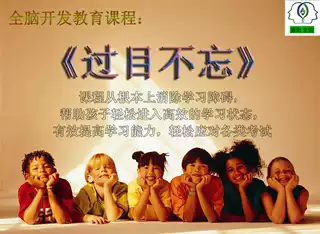 全脑开发教育课程：
《过目不忘》
课程从根本上消除学习障碍，
帮助孩子轻松进入高效的学习状态，
有效提高学习能力，轻松应对各类考试